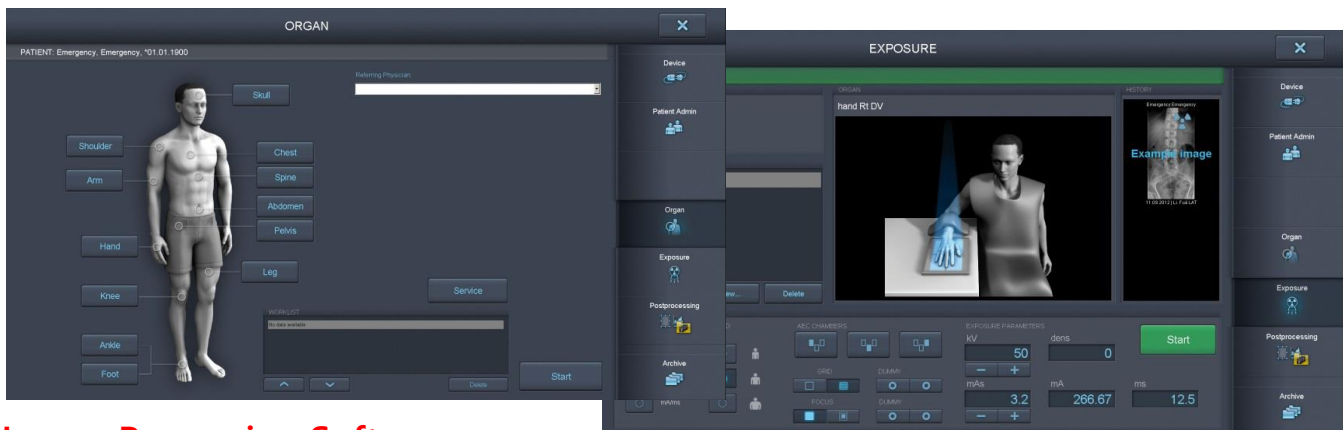 ORGAN
PATIENT: Emergency, Emergency, *01.01.1900
Referring Physician:
Skull
Shoulder
Chest
Arm
Spine
Abdomen
Pelvis
Hand
Leg
Knee
Service
WORKLIST
No data available
Ankle
Foot
Delete
Start
Device
Patient Admin
Organ
Exposure
Postprocessing
Archive
EXPOSURE
ORGAN
hand Rt DV
HISTORY
Emergency Emergency
Example image
Delete
AEC CHAMBERS
EXPOSURE PARAMETERS
kV
dens
50
0
Start
GRID
DUMMY
mAs
mA
ms
3.2
266.67
12.5
mA/ms
FOCUS
DUMMY
Device
Patient Admin
Organ
Exposure
Postprocessing
Archive